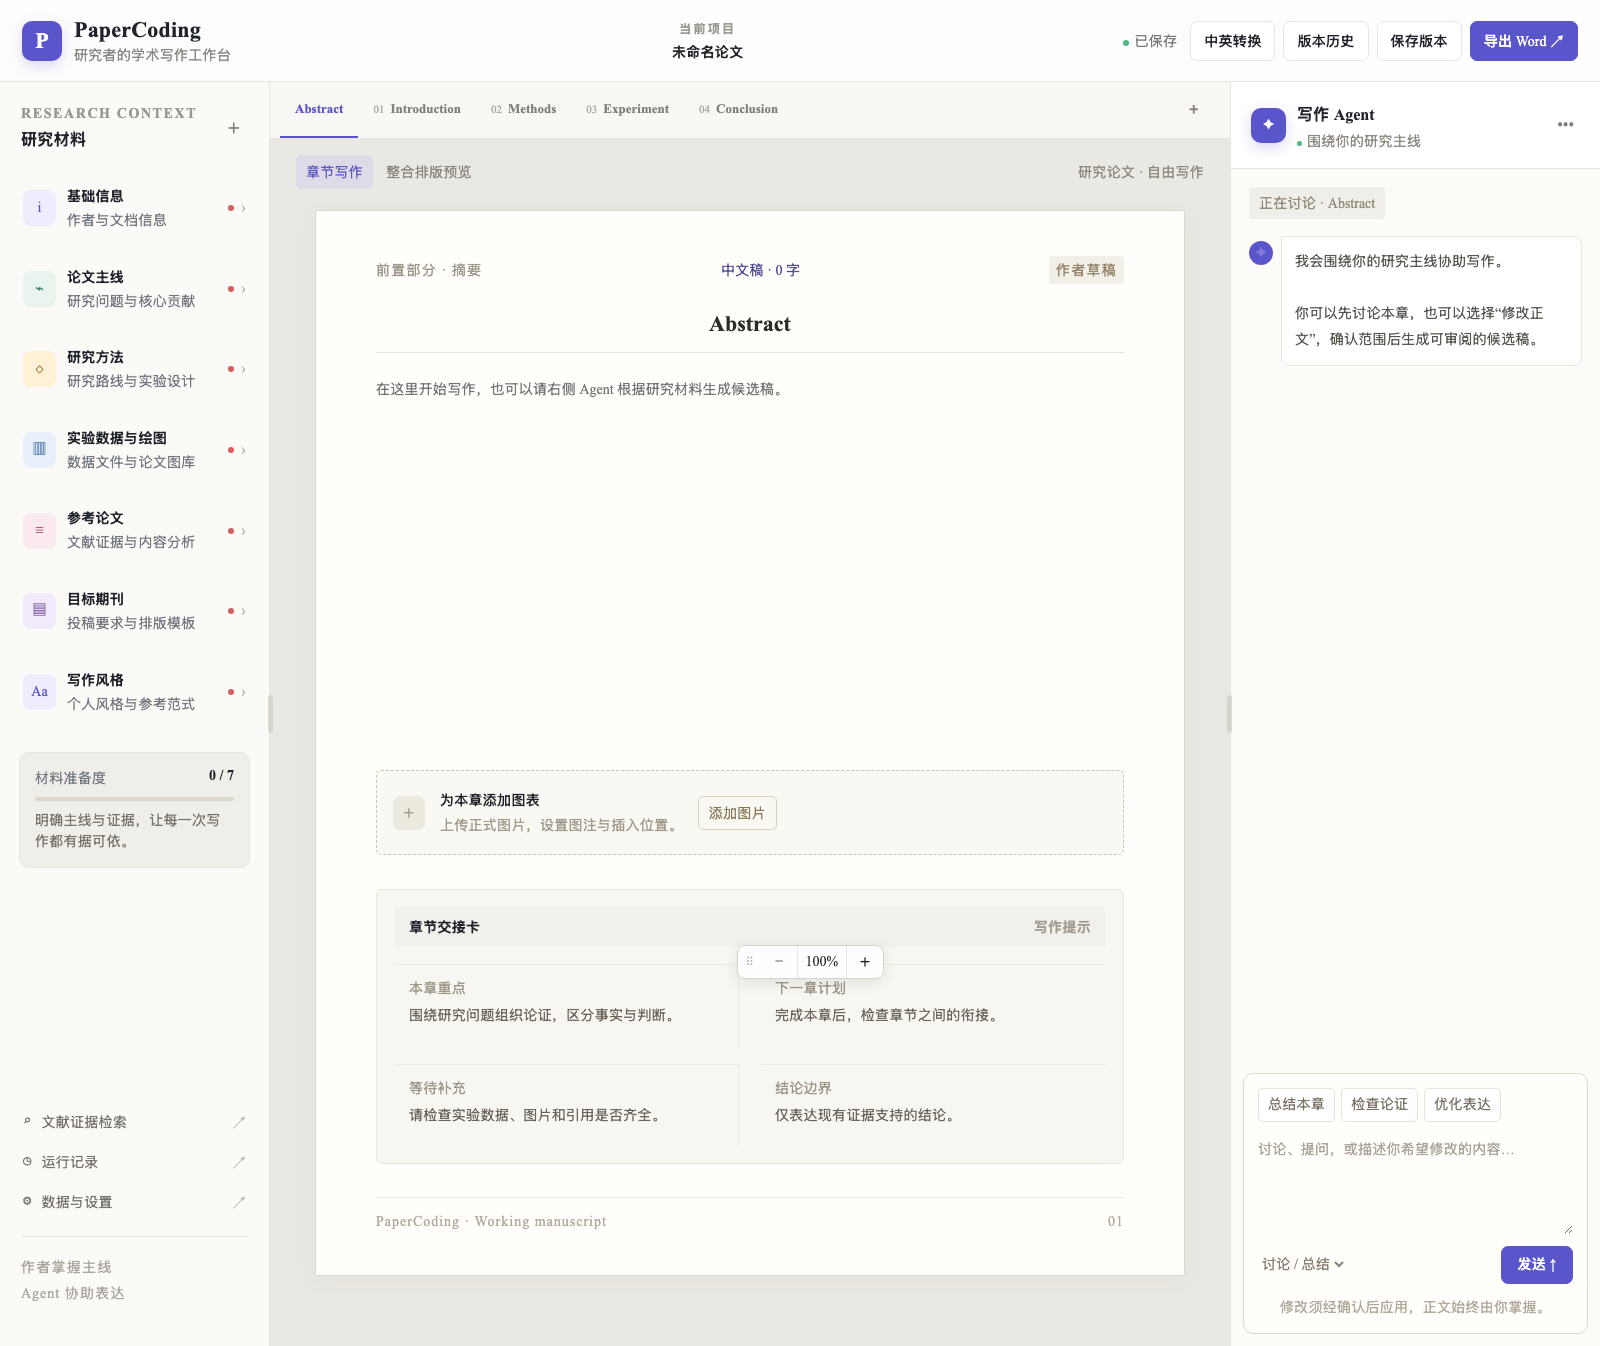 P
PaperCoding
研究者的学术写作工作台
当前项目
未命名论文
已保存
中英转换
版本历史
保存版本
导出 Word ↗
RESEARCH CONTEXT
研究材料
+
i
基础信息
作者与文档信息
论文主线
研究问题与核心贡献
研究方法
研究路线与实验设计
实验数据与绘图
数据文件与论文图库
参考论文
文献证据与内容分析
目标期刊
投稿要求与排版模板
Aa
写作风格
个人风格与参考范式
材料准备度
0 / 7
明确主线与证据，让每一次写
作都有据可依。
文献证据检索 ↗
运行记录 ↗
数据与设置 ↗
作者掌握主线
Agent 协助表达
Abstract
01 Introduction
02 Methods
03 Experiment
04 Conclusion
+
章节写作
整合排版预览
研究论文 · 自由写作
前置部分 · 摘要
中文稿 · 0 字
作者草稿
Abstract
在这里开始写作，也可以请右侧 Agent 根据研究材料生成候选稿。
+
为本章添加图表
上传正式图片，设置图注与插入位置。
添加图片
章节交接卡
写作提示
− 100% +
本章重点
围绕研究问题组织论证，区分事实与判断。
下一章计划
完成本章后，检查章节之间的衔接。
等待补充
请检查实验数据、图片和引用是否齐全。
结论边界
仅表达现有证据支持的结论。
PaperCoding · Working manuscript
01
写作 Agent
围绕你的研究主线
•••
正在讨论 · Abstract
我会围绕你的研究主线协助写作。
你可以先讨论本章，也可以选择“修改正
文”，确认范围后生成可审阅的候选稿。
总结本章
检查论证
优化表达
讨论、提问，或描述你希望修改的内容…
讨论 / 总结
发送 ↑
修改须经确认后应用，正文始终由你掌握。